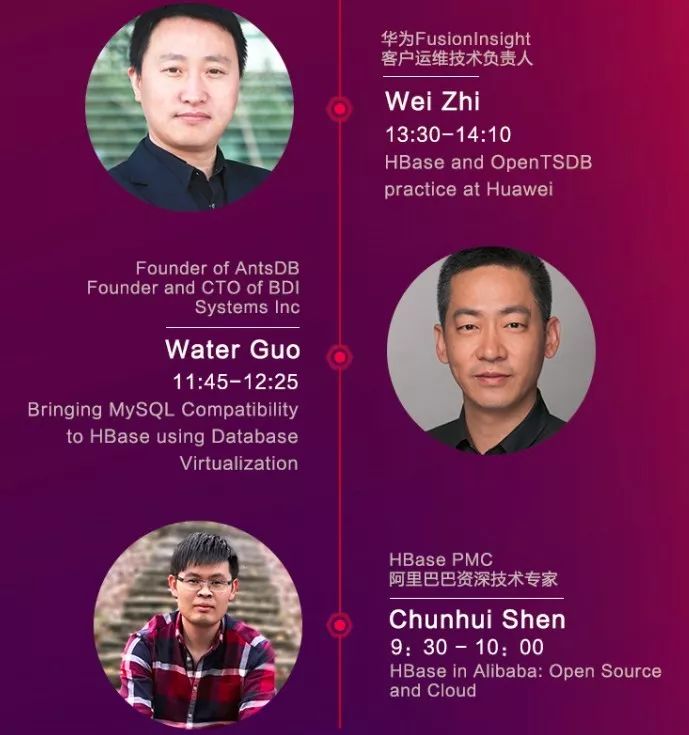 华为FusionInsight
客户运维技术负责人
Wei Zhi
13:30-14:10
HBase and OpenTSDB
practice at Huawei
Founder of AntsDB
Founder and CTO of BDI
Systems Inc
Water Guo
11:45-12:25
Bringing MySQL Compatibility
to HBase using Database
Virtualization
HBase PMC
阿里巴巴资深技术专家
Chunhui Shen
9：30-10：00
HBase in Alibaba: Open Source
and Cloud